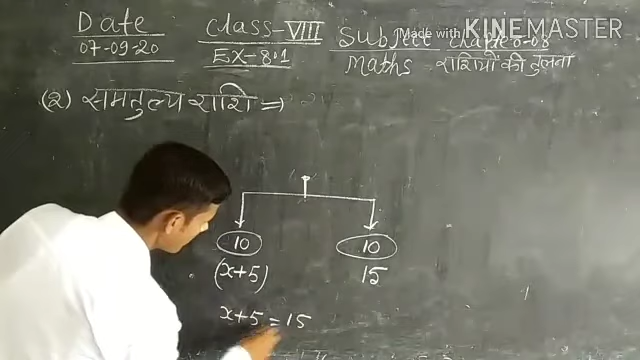 Date
07-09-20
Class-VIII
Ex-8.1
Subject Chapter-08
Maths राशियों की तुलना
Made with KINEMASTER
(२) समतुल्य राशि =>
10 10
(x+5) 15
x+5=15